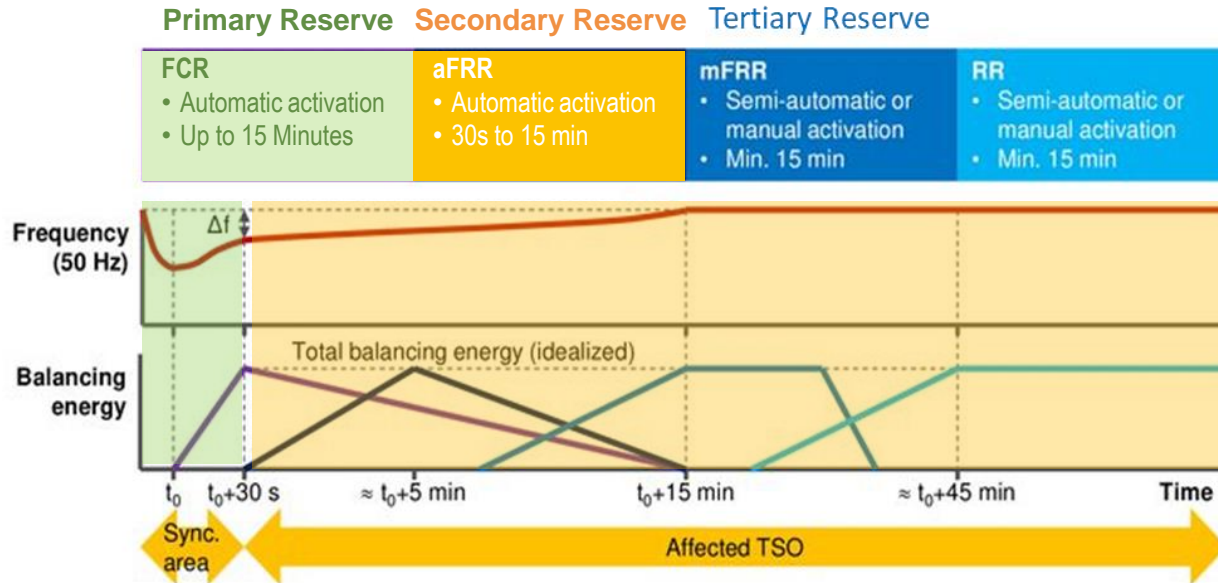 Primary Reserve Secondary Reserve Tertiary Reserve
FCR
• Automatic activation
• Up to 15 Minutes
aFRR
• Automatic activation
• 30s to 15 min
mFRR
• Semi-automatic or
manual activation
• Min. 15 min
RR
• Semi-automatic or
manual activation
• Min. 15 min
Frequency
(50 Hz)
Δf
Balancing
energy
Total balancing energy (idealized)
t₀ t₀+30 s ≈ t₀+5 min t₀+15 min ≈ t₀+45 min Time
Sync.
area
Affected TSO